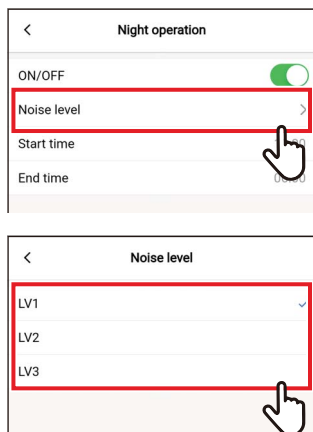 Night operation
ON/OFF
Noise level
Start time
End time
Noise level
LV1
LV2
LV3